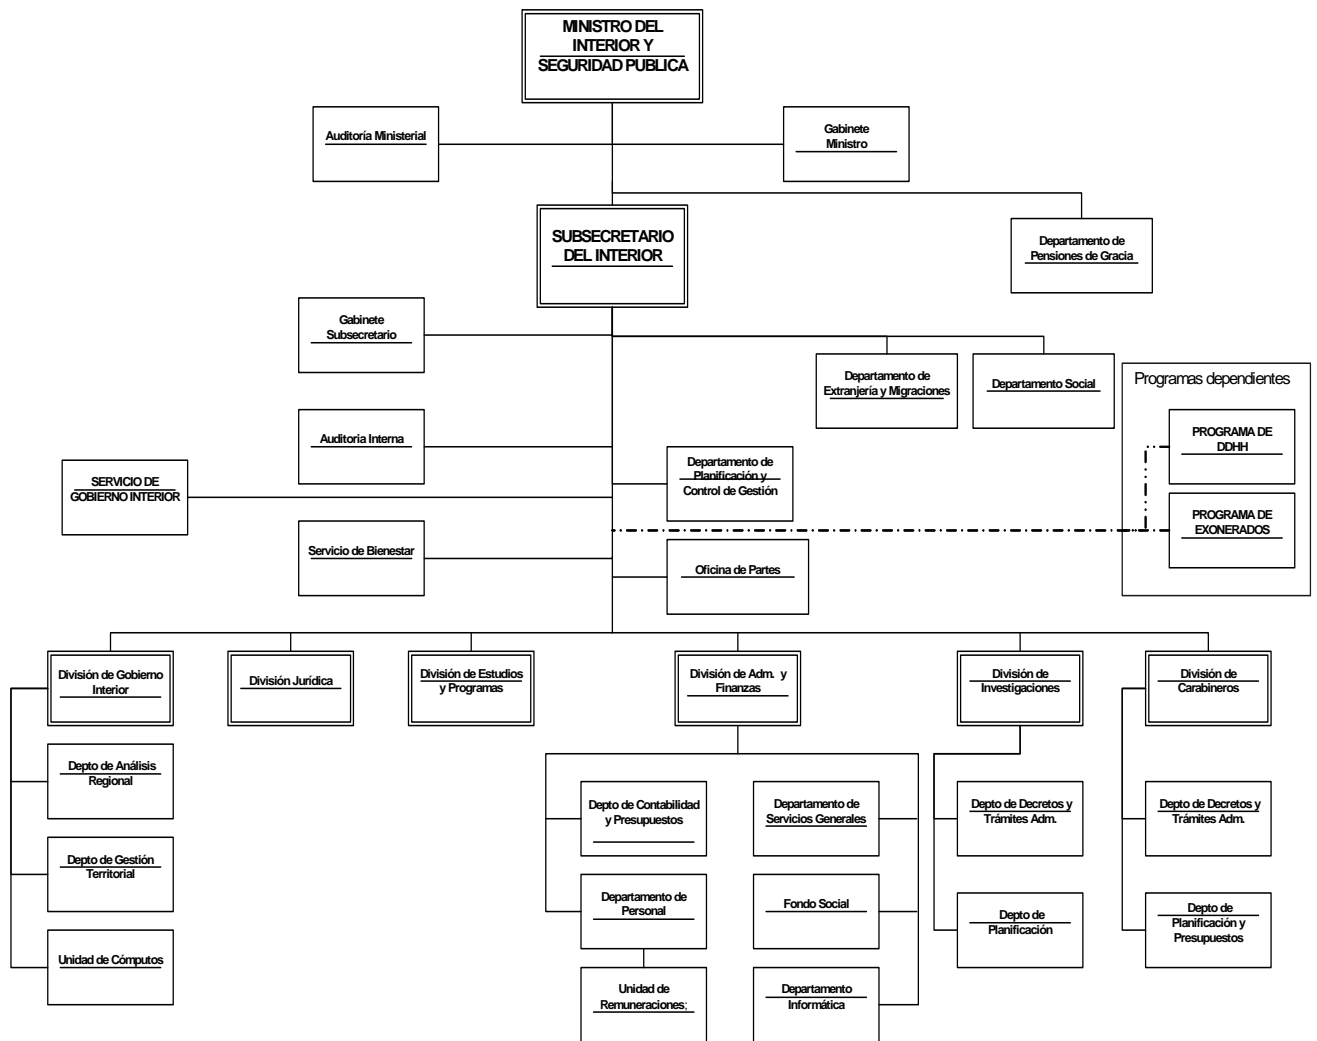 MINISTRO DEL
INTERIOR Y
SEGURIDAD PUBLICA
Auditoría Ministerial
Gabinete
Ministro
SUBSECRETARIO
DEL INTERIOR
Departamento de
Pensiones de Gracia
Gabinete
Subsecretario
Departamento de
Extranjería y Migraciones
Departamento Social
Programas dependientes
Auditoria Interna
PROGRAMA DE
DDHH
SERVICIO DE
GOBIERNO INTERIOR
Departamento de
Planificación y
Control de Gestión
PROGRAMA DE
EXONERADOS
Servicio de Bienestar
Oficina de Partes
División de Gobierno
Interior
División Jurídica
División de Estudios
y Programas
División de Adm. y
Finanzas
División de
Investigaciones
División de
Carabineros
Depto de Análisis
Regional
Depto de Contabilidad
y Presupuestos
Departamento de
Servicios Generales
Depto de Decretos y
Trámites Adm.
Depto de Decretos y
Trámites Adm.
Depto de Gestión
Territorial
Departamento de
Personal
Fondo Social
Depto de
Planificación
Depto de
Planificación y
Presupuestos
Unidad de Cómputos
Unidad de
Remuneraciones;
Departamento
Informática